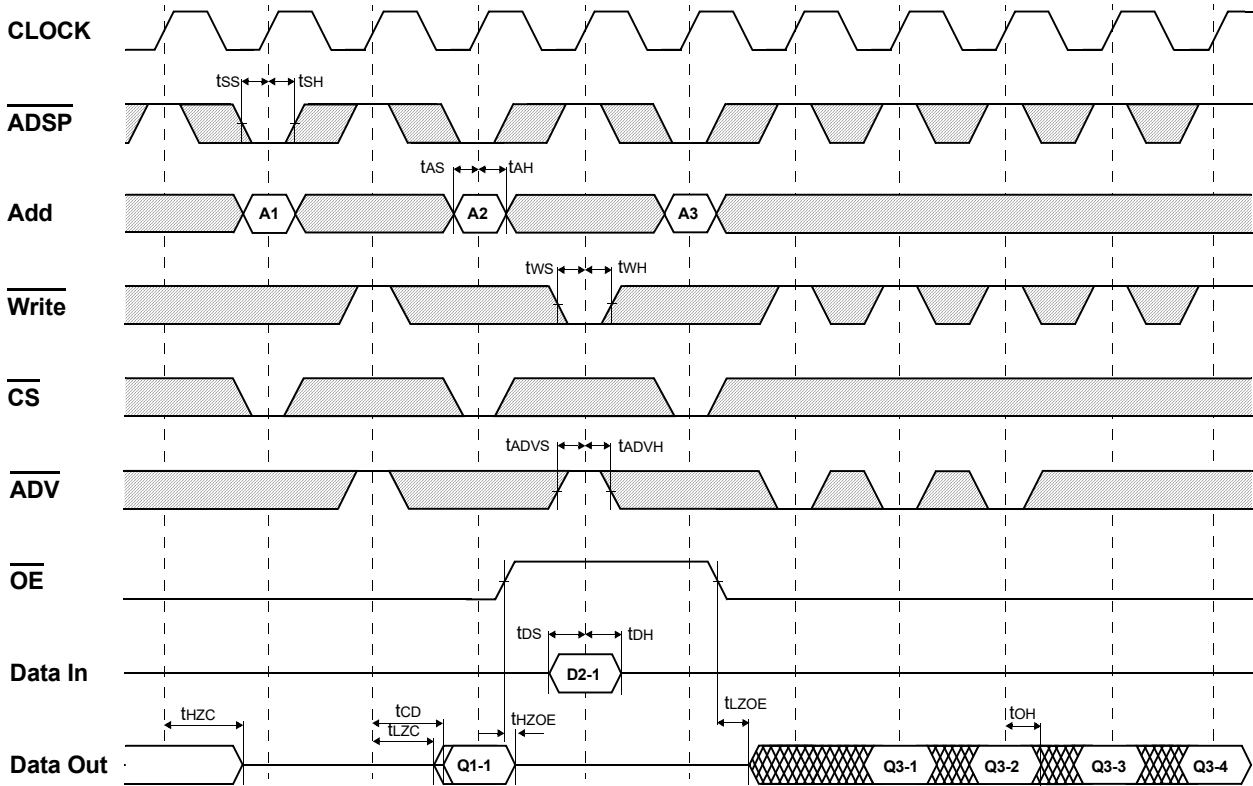 CLOCK
tSS tSH
ADSP
tAS tAH
Add A1 A2 A3
tWS tWH
Write
CS
tADVS tADVH
ADV
OE
tDS tDH
Data In D2-1
tHZC tCD tLZC tHZOE tLZOE tOH
Data Out Q1-1 Q3-1 Q3-2 Q3-3 Q3-4